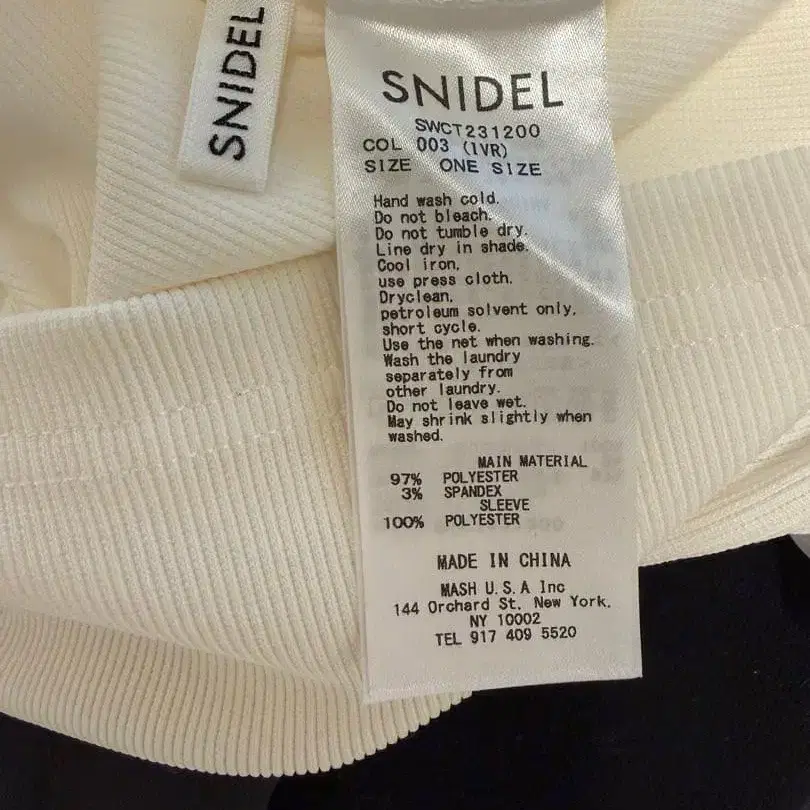 SNIDEL
SNIDEL
SWCT231200
COL 003 (IVR)
SIZE ONE SIZE
Hand wash cold.
Do not bleach.
Do not tumble dry.
Line dry in shade.
Cool iron,
use press cloth.
Dryclean,
petroleum solvent only,
short cycle.
Use the net when washing.
Wash the laundry
separately from
other laundry.
Do not leave wet.
May shrink slightly when
washed.
MAIN MATERIAL
97% POLYESTER
3% SPANDEX
SLEEVE
100% POLYESTER
MADE IN CHINA
MASH U.S.A Inc
144 Orchard St. New York.
NY 10002
TEL 917 409 5520